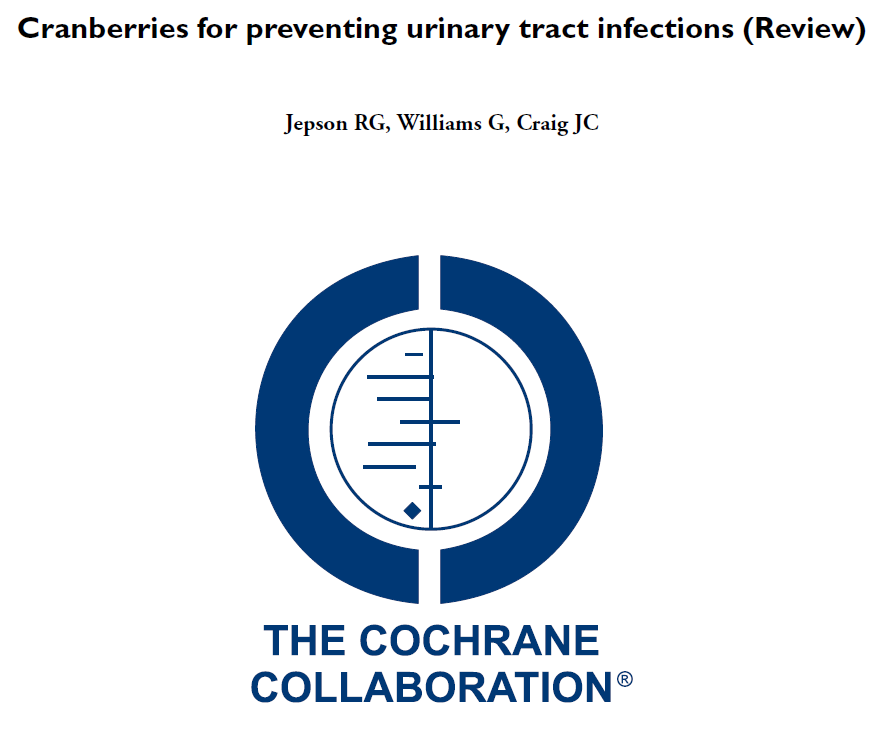 Cranberries for preventing urinary tract infections (Review)
Jepson RG, Williams G, Craig JC
THE COCHRANE
COLLABORATION®